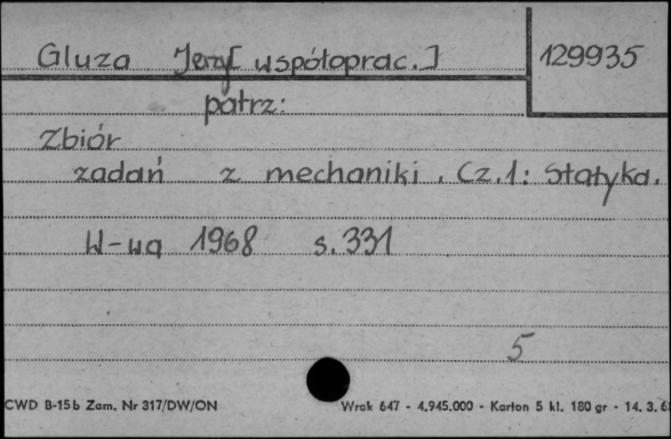 Gluza Jerzy[ współoprac.]
129935
patrz:
Zbiór
zadań z mechaniki. Cz.1: Statyka.
W-wa 1968 s.331
5
CWD B-15b Zam. Nr 317/DW/ON
Wrak 647 - 4.945.000 - Karton 5 kl. 180 gr - 14. 3. 6